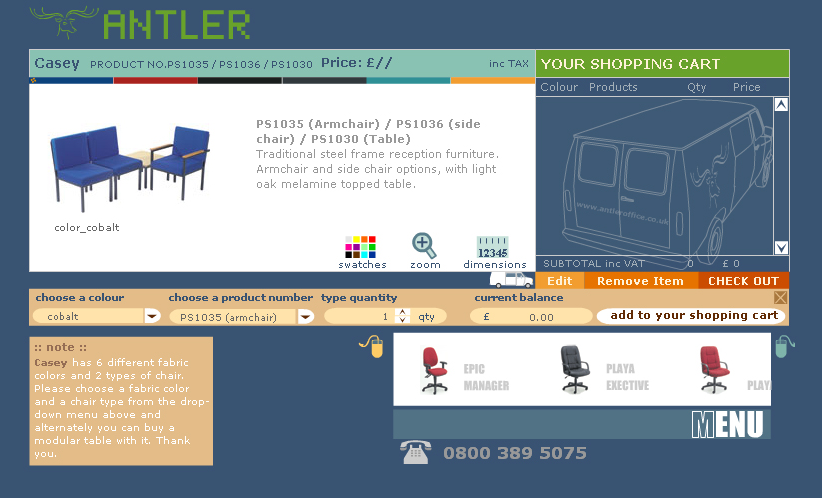 ANTLER
Casey PRODUCT NO.PS1035 / PS1036 / PS1030 Price: £// inc TAX
YOUR SHOPPING CART
Colour Products Qty Price
PS1035 (Armchair) / PS1036 (side
chair) / PS1030 (Table)
Traditional steel frame reception furniture.
Armchair and side chair options, with light
oak melamine topped table.
color_cobalt
www.antleroffice.co.uk
12345
swatches zoom dimensions
SUBTOTAL inc VAT 0 £ 0
Edit Remove Item CHECK OUT
choose a colour choose a product number type quantity current balance
cobalt PS1035 (armchair) 1 qty £ 0.00 add to your shopping cart
:: note ::
Casey has 6 different fabric
colors and 2 types of chair.
Please choose a fabric color
and a chair type from the drop-
down menu above and
alternately you can buy a
modular table with it. Thank
you.
EPIC
MANAGER
PLAYA
EXECTIVE
PLAY
MENU
0800 389 5075